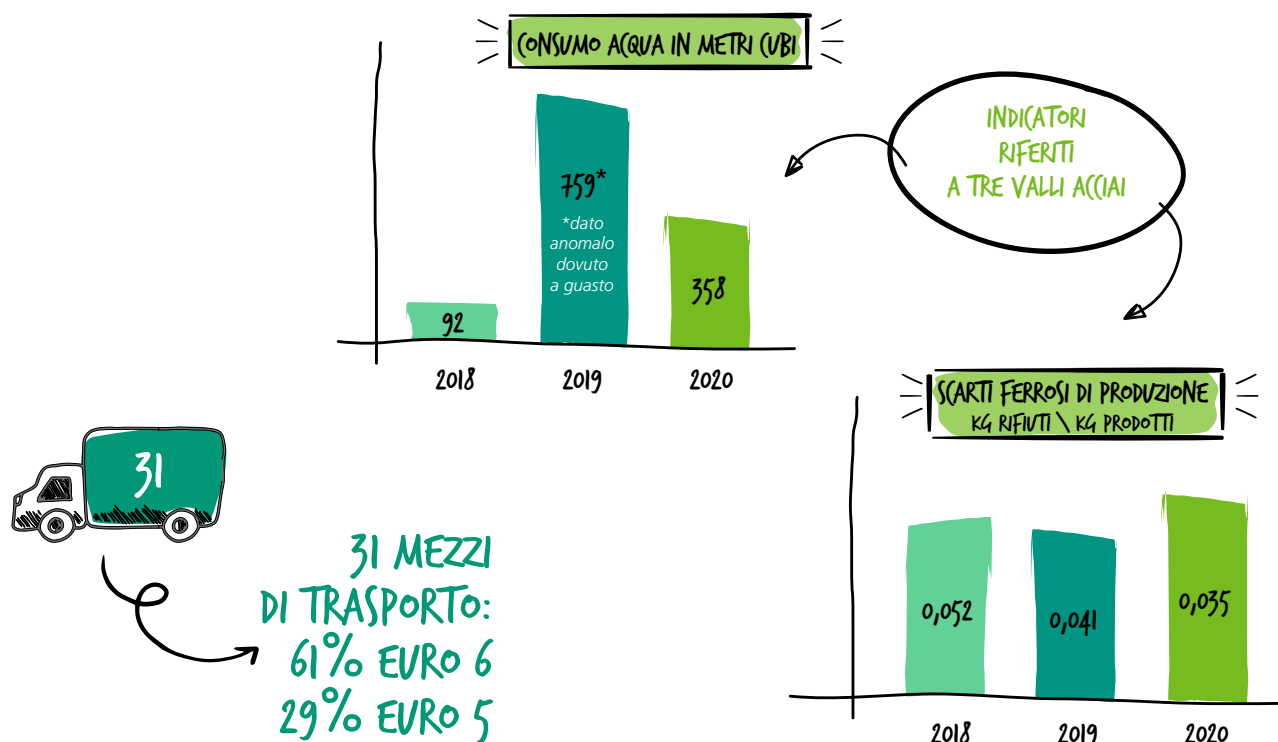 CONSUMO ACQUA IN METRI CUBI
INDICATORI
RIFERITI
A TRE VALLI ACCIAI
759*
*dato
anomalo
dovuto
a guasto
358
92
2018 2019 2020
SCARTI FERROSI DI PRODUZIONE
KG RIFIUTI \ KG PRODOTTI
31
31 MEZZI
DI TRASPORTO:
61% EURO 6
29% EURO 5
0,052 0,041 0,035
2018 2019 2020